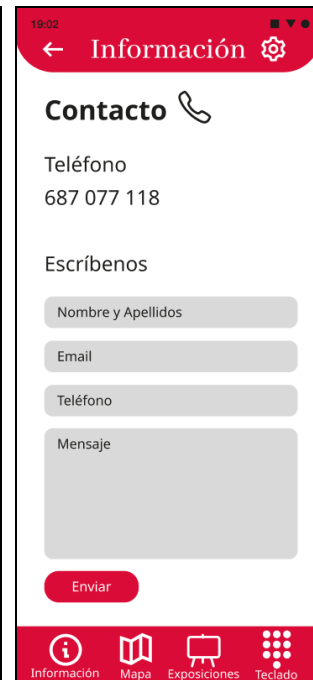 19:02
Información
Contacto
Teléfono
687 077 118
Escríbenos
Nombre y Apellidos
Email
Teléfono
Mensaje
Enviar
Información Mapa Exposiciones Teclado